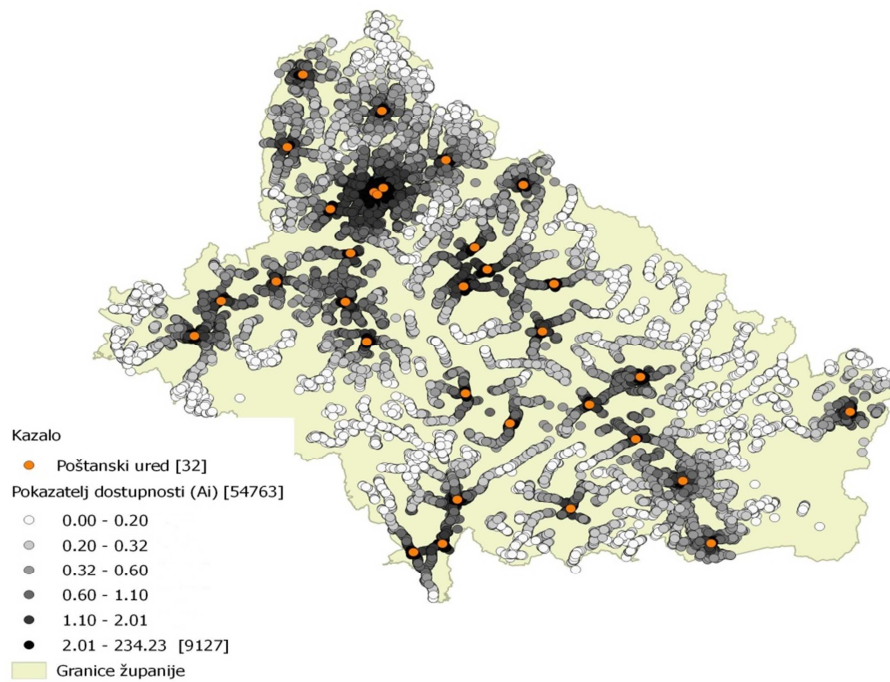 Kazalo
Poštanski ured [32]
Pokazatelj dostupnosti (Ai) [54763]
0.00 - 0.20
0.20 - 0.32
0.32 - 0.60
0.60 - 1.10
1.10 - 2.01
2.01 - 234.23 [9127]
Granice županije